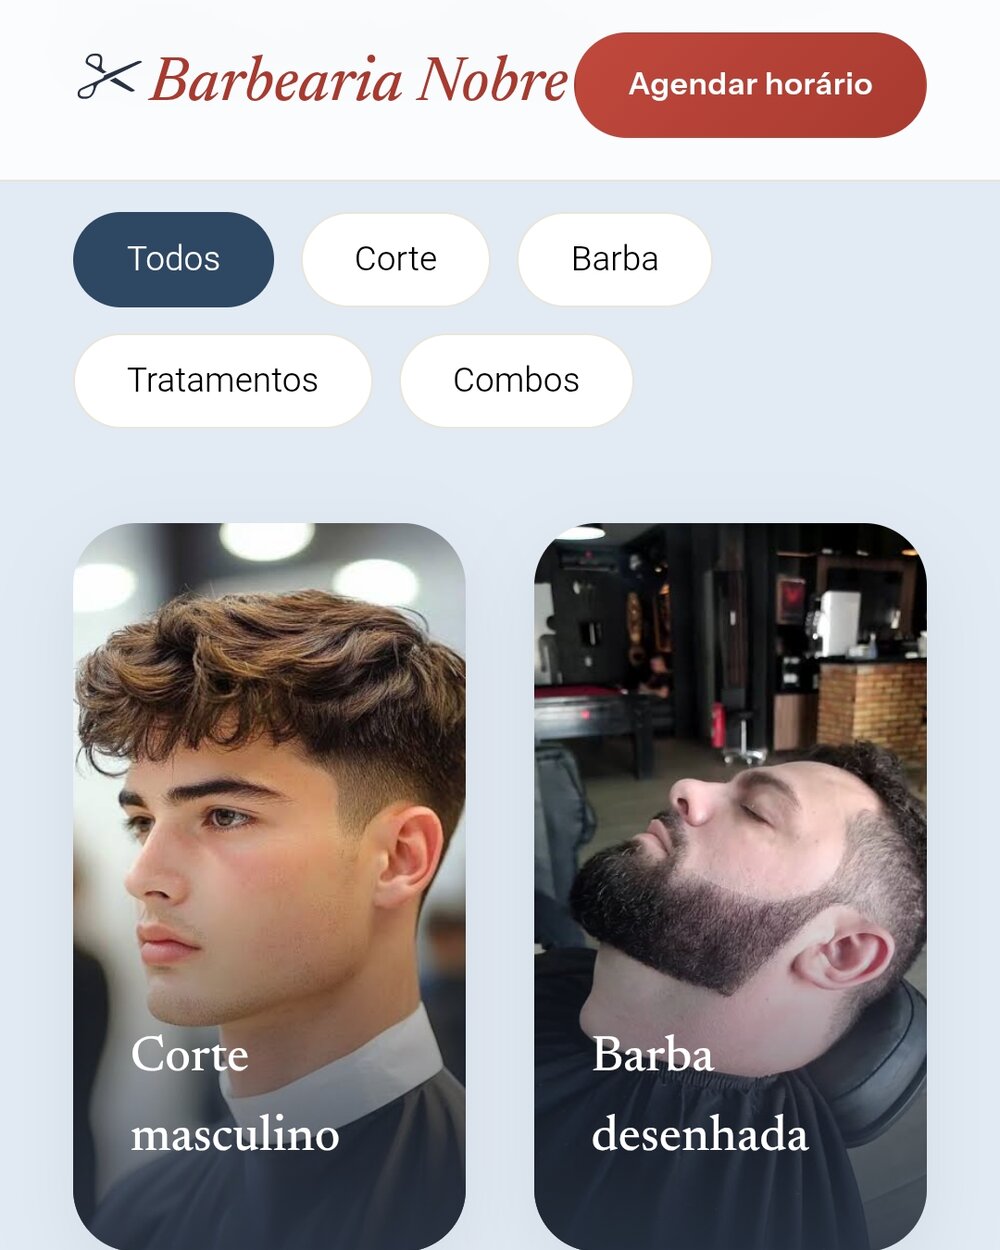 Barbearia Nobre
Agendar horário
Todos
Corte
Barba
Tratamentos
Combos
Corte
masculino
Barba
desenhada